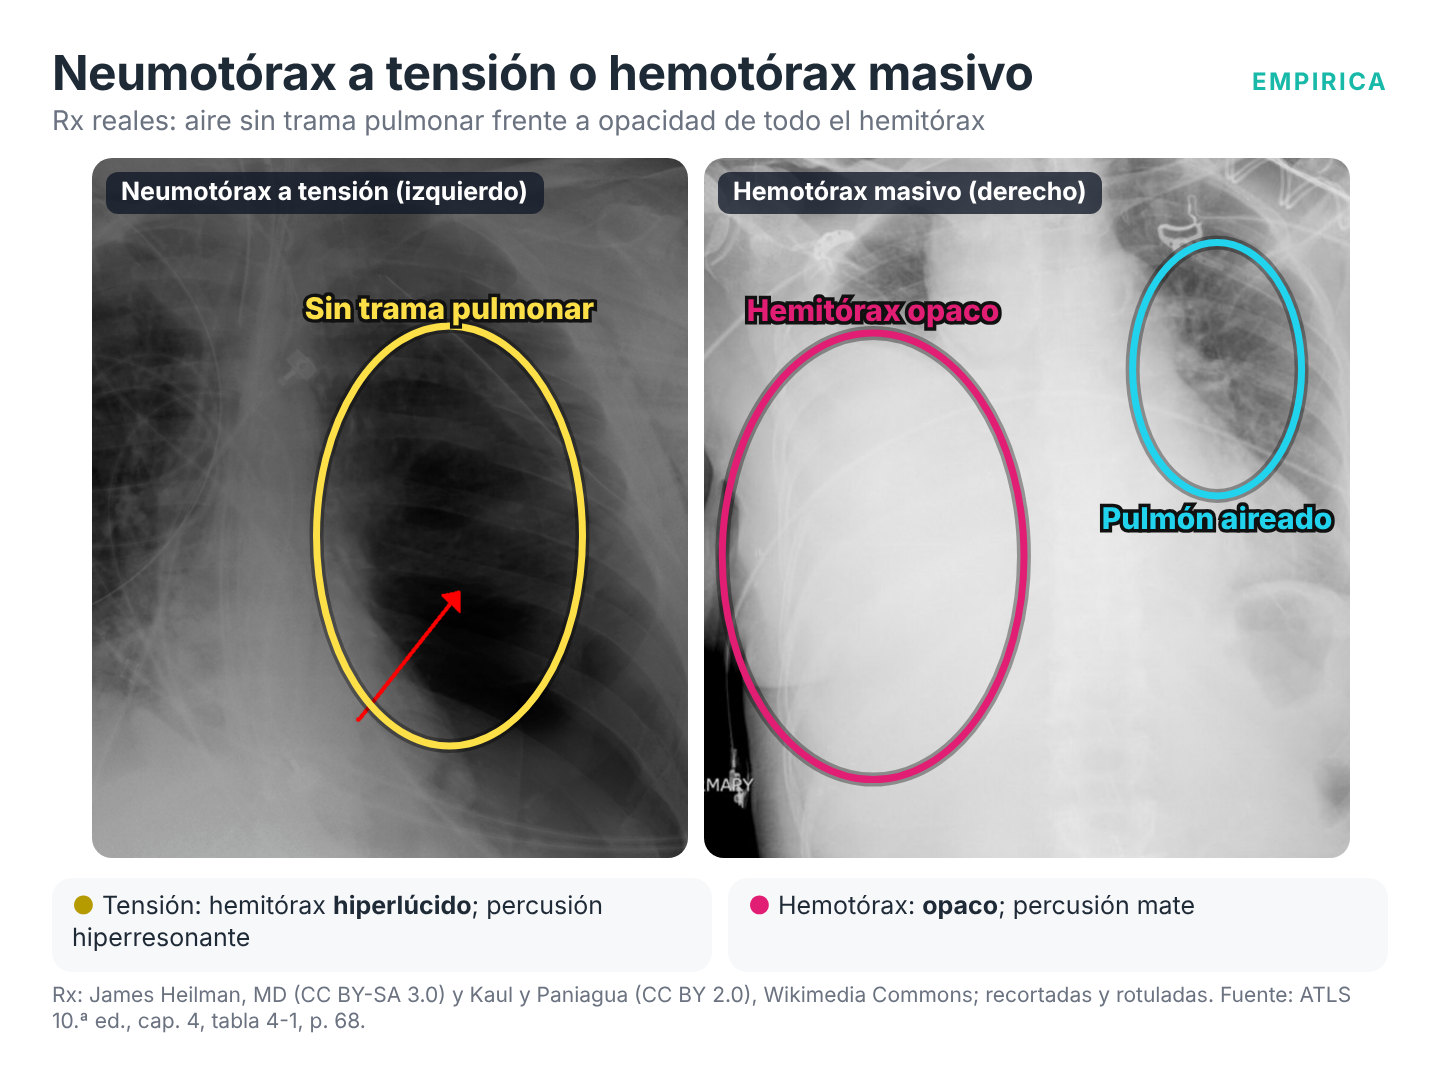 Neumotórax a tensión o hemotórax masivo
EMPIRICA
Rx reales: aire sin trama pulmonar frente a opacidad de todo el hemitórax
Neumotórax a tensión (izquierdo)
Sin trama pulmonar
Hemotórax masivo (derecho)
Hemitórax opaco
Pulmón aireado
Tensión: hemitórax hiperlúcido; percusión
hiperresonante
Hemotórax: opaco; percusión mate
Rx: James Heilman, MD (CC BY-SA 3.0) y Kaul y Paniagua (CC BY 2.0), Wikimedia Commons; recortadas y rotuladas. Fuente: ATLS
10.ª ed., cap. 4, tabla 4-1, p. 68.